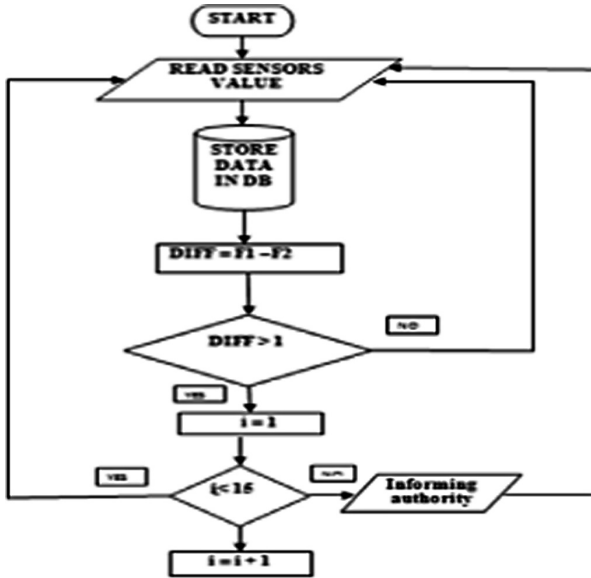 START
READ SENSORS
VALUE
STORE
DATA
IN DB
DIFF = F1 – F2
NO
DIFF > 1
YES
i = 1
YES
i < 15
Informing
authority
i = i + 1